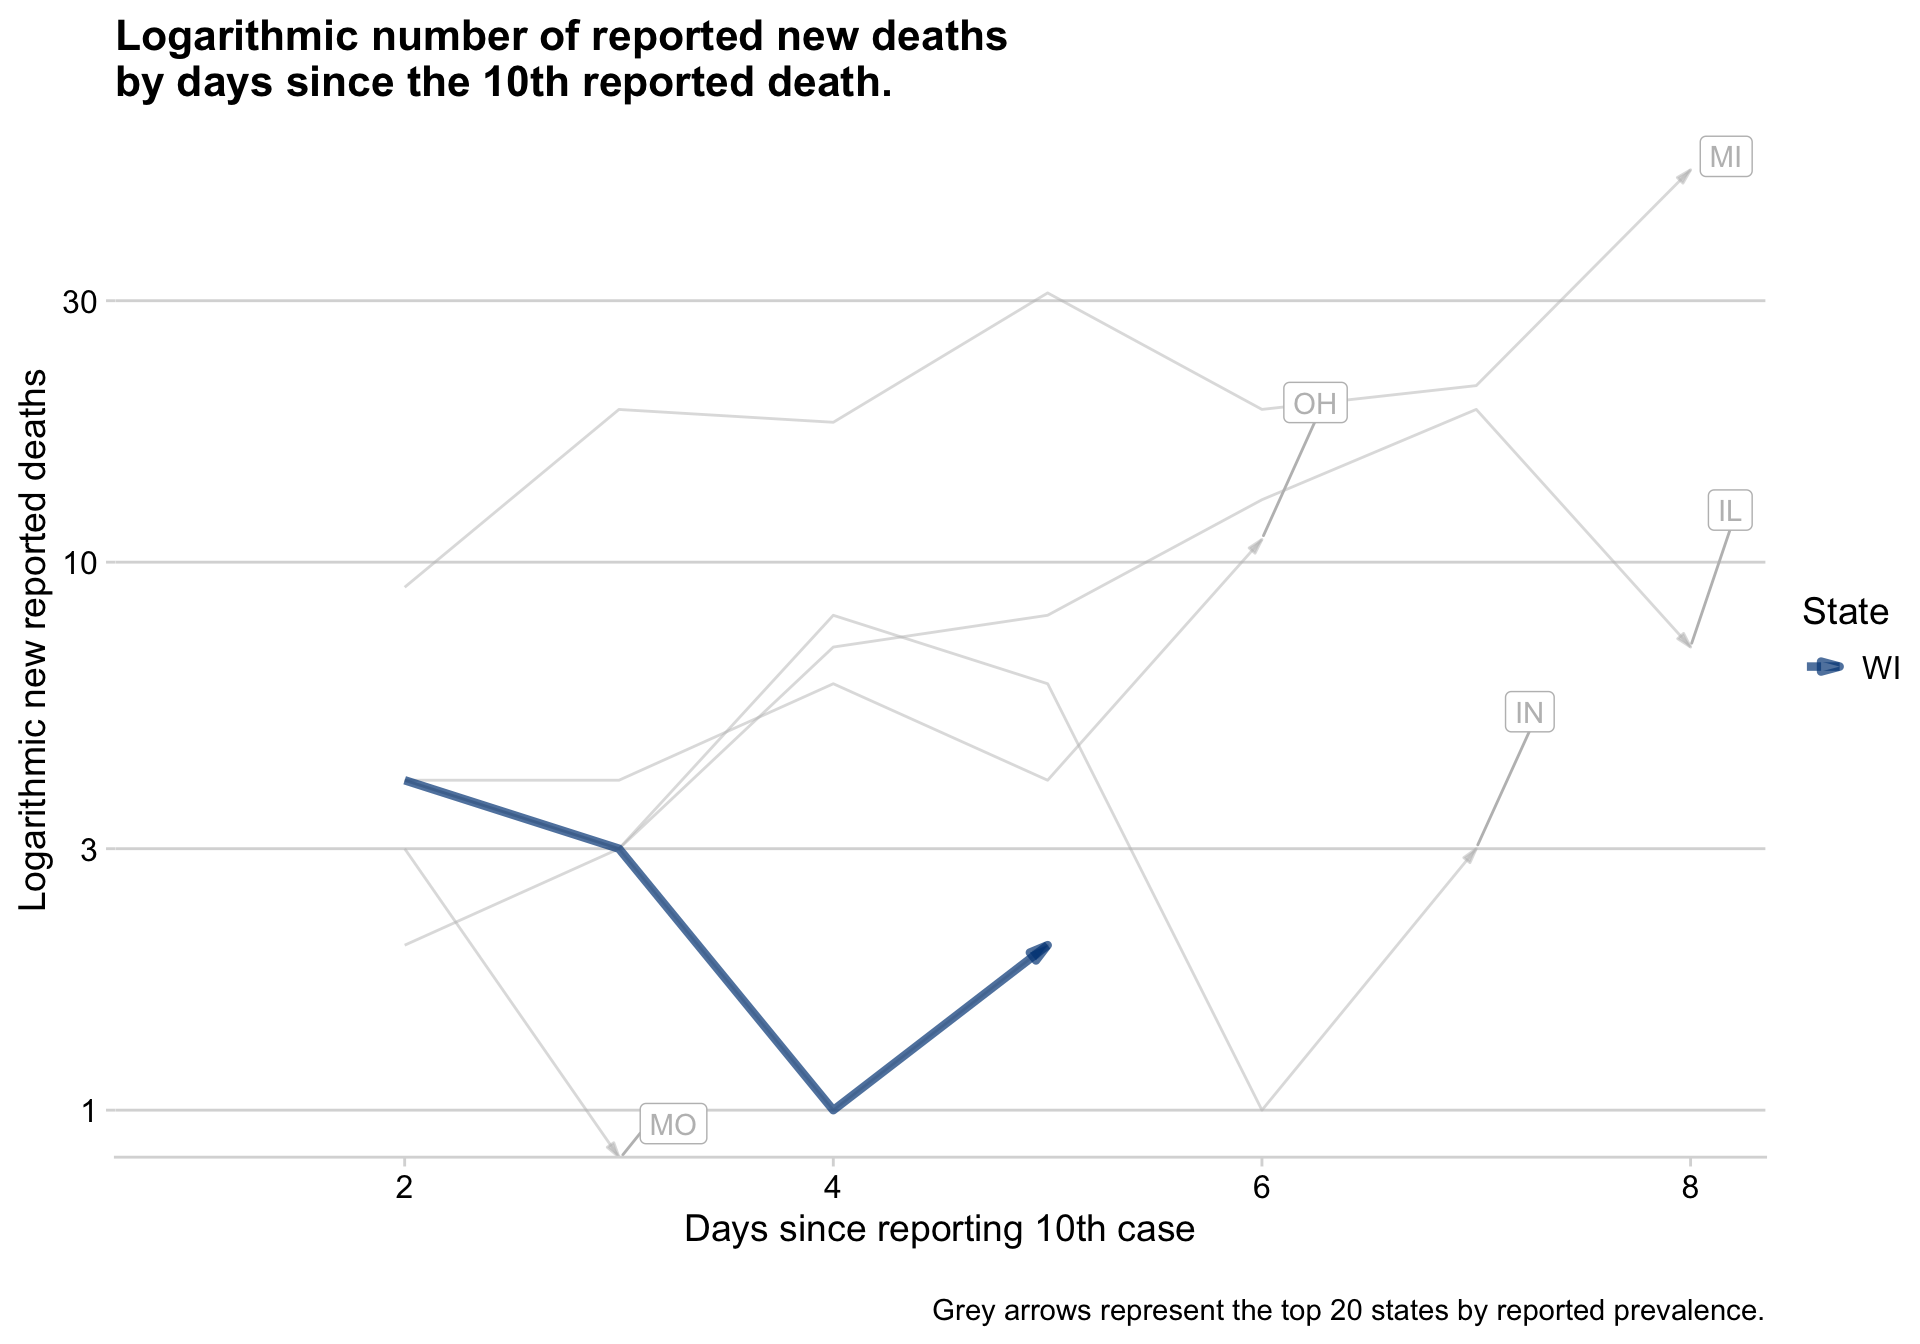 Logarithmic number of reported new deaths
by days since the 10th reported death.
MI
30
OH
IL
10
IN
3
MO
1
Logarithmic new reported deaths
State
WI
2 4 6 8
Days since reporting 10th case
Grey arrows represent the top 20 states by reported prevalence.